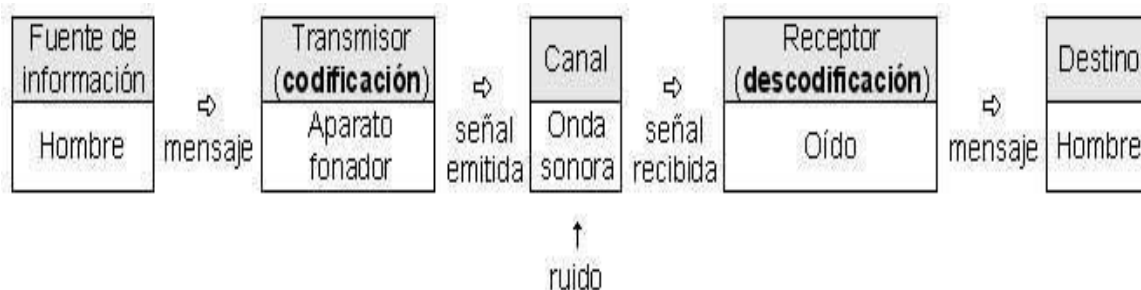 Fuente de
información
Hombre
⇨
mensaje
Transmisor
(codificación)
Aparato
fonador
⇨
señal
emitida
Canal
Onda
sonora
⇨
señal
recibida
Receptor
(descodificación)
Oído
⇨
mensaje
Destino
Hombre
↑
ruido